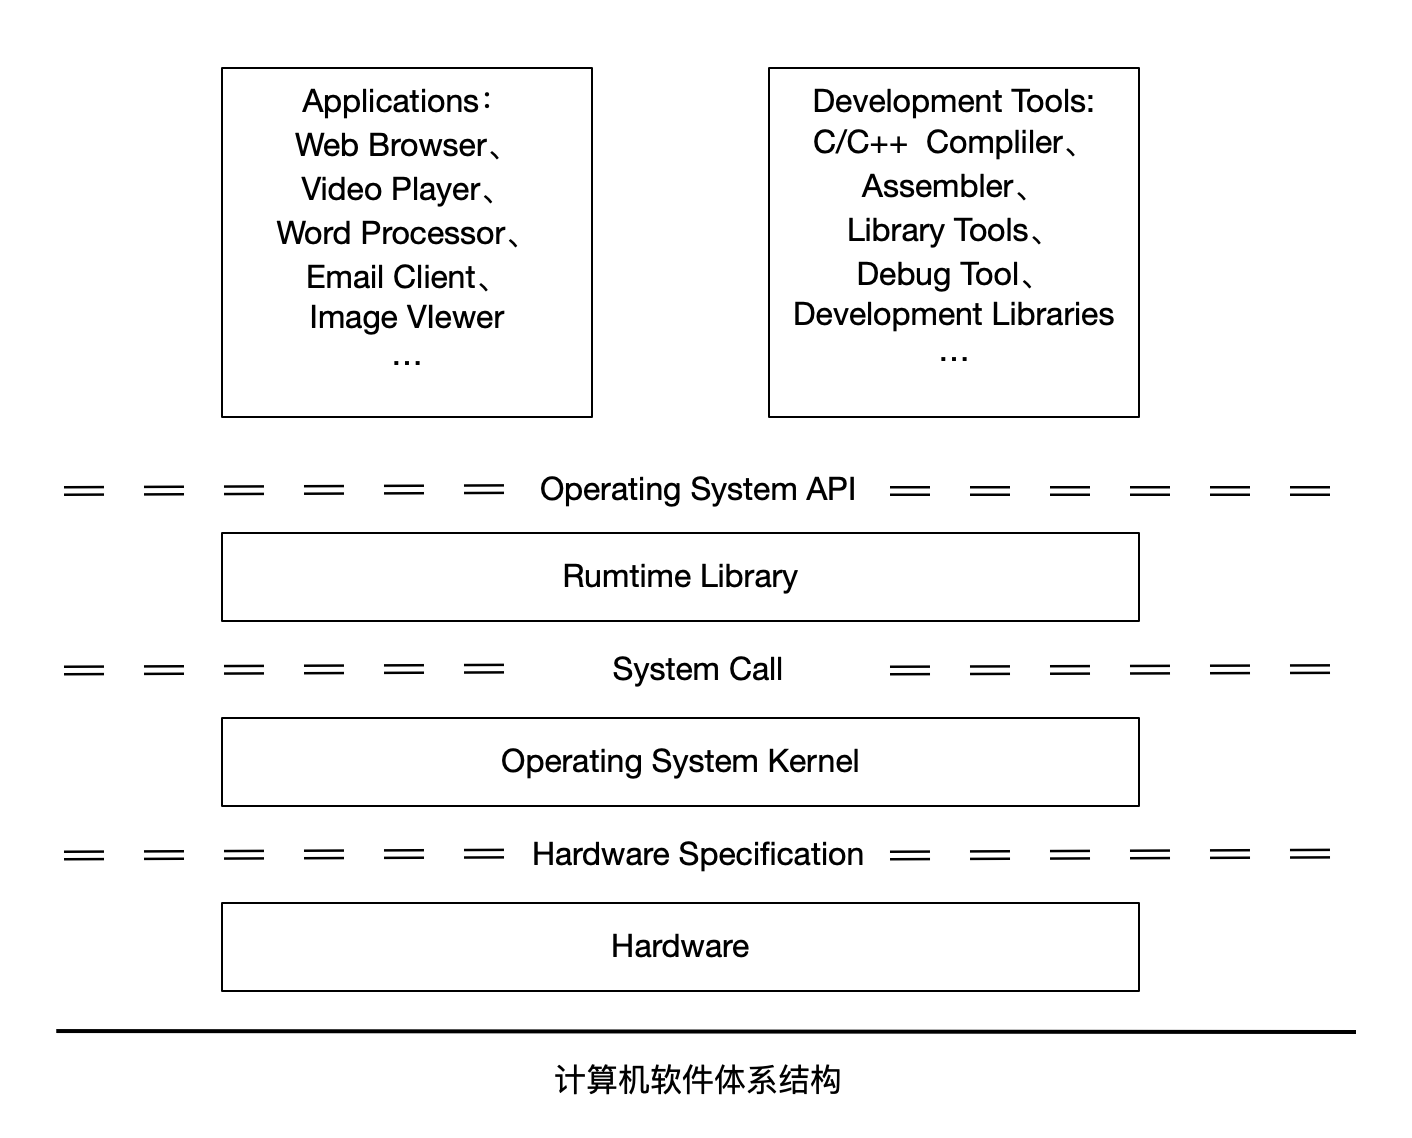 Applications：
Web Browser、
Video Player、
Word Processor、
Email Client、
Image VIewer
...
Development Tools:
C/C++  Compliler、
Assembler、
Library Tools、
Debug Tool、
Development Libraries
...
Operating System API
Rumtime Library
System Call
Operating System Kernel
Hardware Specification
Hardware
计算机软件体系结构